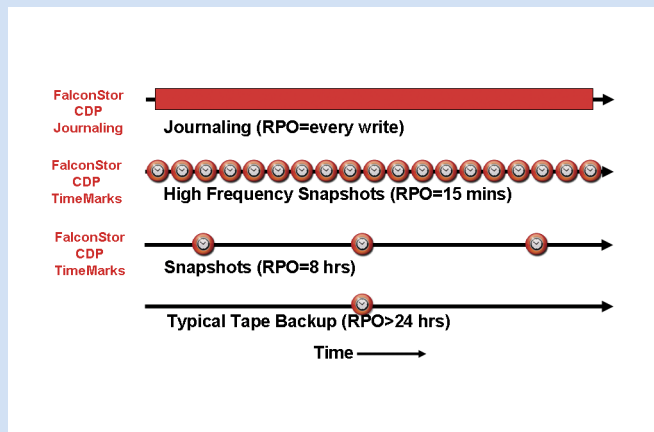 FalconStor
CDP
Journaling
Journaling (RPO=every write)
FalconStor
CDP
TimeMarks
High Frequency Snapshots (RPO=15 mins)
FalconStor
CDP
TimeMarks
Snapshots (RPO=8 hrs)
Typical Tape Backup (RPO>24 hrs)
Time